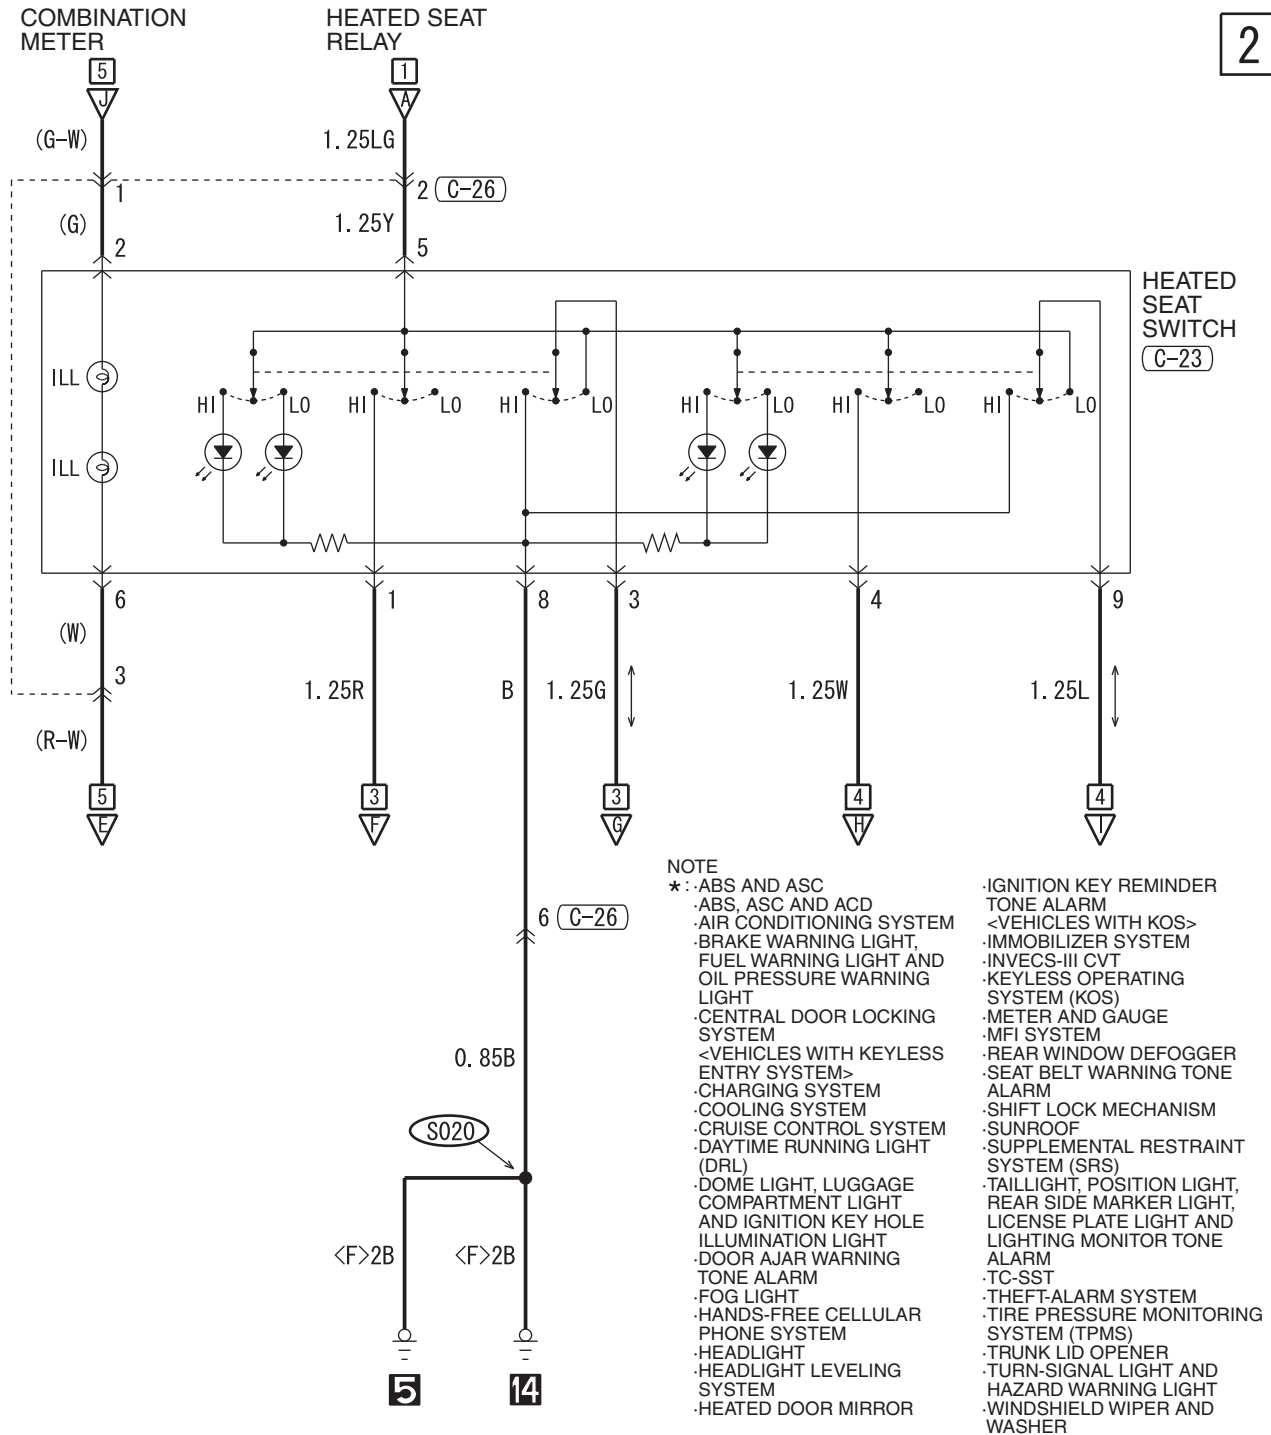 COMBINATION
METER
HEATED SEAT
RELAY
2
5
1
J
A
(G-W)
1.25LG
1
2
C-26
(G)
1.25Y
2
5
HEATED
SEAT
SWITCH
C-23
ILL
HI
LO
HI
LO
HI
LO
HI
LO
HI
LO
HI
LO
ILL
6
1
8
3
4
9
(W)
3
1.25R
B
1.25G
1.25W
1.25L
(R-W)
5
3
3
4
4
E
F
G
H
I
6
C-26
0.85B
S020
<F>2B
<F>2B
5
14
NOTE
*:·ABS AND ASC
·ABS, ASC AND ACD
·AIR CONDITIONING SYSTEM
·BRAKE WARNING LIGHT,
FUEL WARNING LIGHT AND
OIL PRESSURE WARNING
LIGHT
·CENTRAL DOOR LOCKING
SYSTEM
<VEHICLES WITH KEYLESS
ENTRY SYSTEM>
·CHARGING SYSTEM
·COOLING SYSTEM
·CRUISE CONTROL SYSTEM
·DAYTIME RUNNING LIGHT
(DRL)
·DOME LIGHT, LUGGAGE
COMPARTMENT LIGHT
AND IGNITION KEY HOLE
ILLUMINATION LIGHT
·DOOR AJAR WARNING
TONE ALARM
·FOG LIGHT
·HANDS-FREE CELLULAR
PHONE SYSTEM
·HEADLIGHT
·HEADLIGHT LEVELING
SYSTEM
·HEATED DOOR MIRROR
·IGNITION KEY REMINDER
TONE ALARM
<VEHICLES WITH KOS>
·IMMOBILIZER SYSTEM
·INVECS-III CVT
·KEYLESS OPERATING
SYSTEM (KOS)
·METER AND GAUGE
·MFI SYSTEM
·REAR WINDOW DEFOGGER
·SEAT BELT WARNING TONE
ALARM
·SHIFT LOCK MECHANISM
·SUNROOF
·SUPPLEMENTAL RESTRAINT
SYSTEM (SRS)
·TAILLIGHT, POSITION LIGHT,
REAR SIDE MARKER LIGHT,
LICENSE PLATE LIGHT AND
LIGHTING MONITOR TONE
ALARM
·TC-SST
·THEFT-ALARM SYSTEM
·TIRE PRESSURE MONITORING
SYSTEM (TPMS)
·TRUNK LID OPENER
·TURN-SIGNAL LIGHT AND
HAZARD WARNING LIGHT
·WINDSHIELD WIPER AND
WASHER